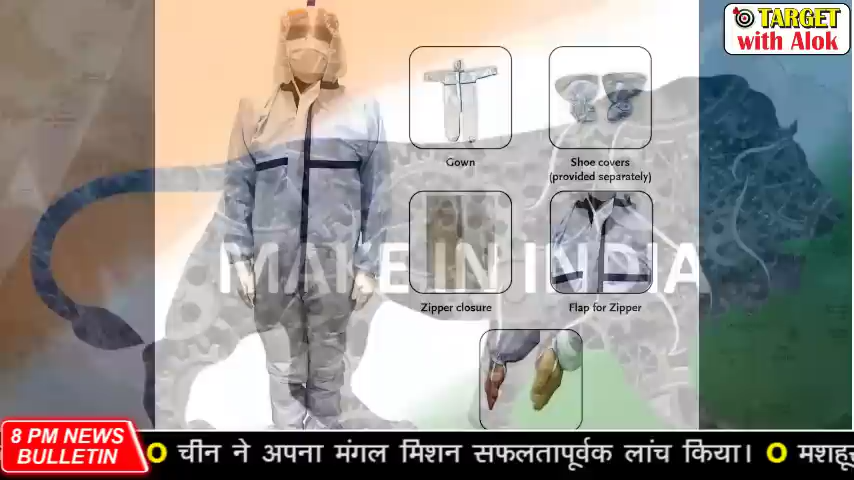 TARGET
with Alok
Gown
Shoe covers
(provided separately)
MAKE IN INDIA
Zipper closure
Flap for Zipper
8 PM NEWS
BULLETIN
चीन ने अपना मंगल मिशन सफलतापूर्वक लांच किया।